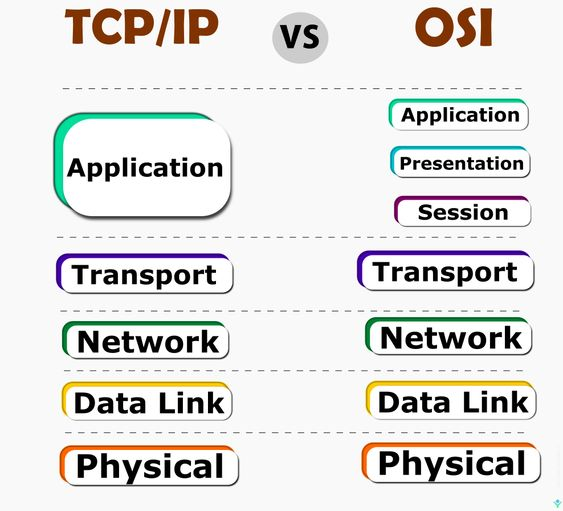 TCP/IP VS OSI
Application
Application
Presentation
Session
Transport Transport
Network Network
Data Link Data Link
Physical Physical